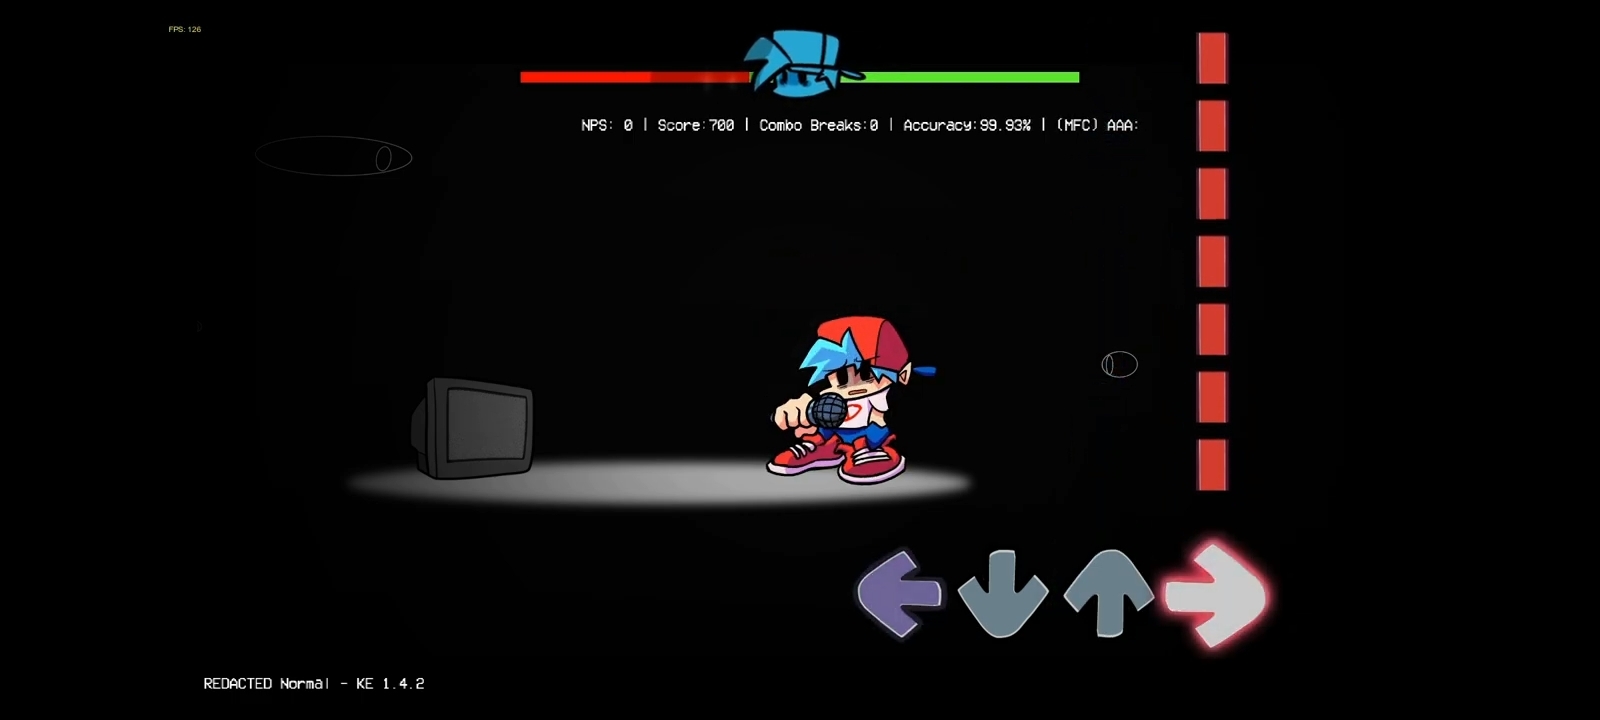 FPS: 126
NPS: 0 | Score:700 | Combo Breaks:0 | Accuracy:99.93% | (MFC) AAA:
REDACTED Normal - KE 1.4.2